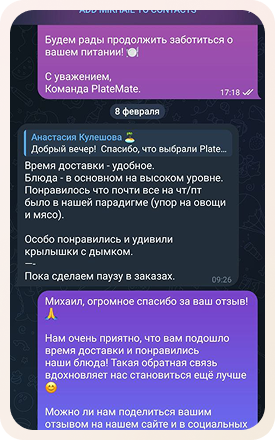 ADD MIKHAIL TO CONTACTS
Будем рады продолжить заботиться о
вашем питании! 🍽️
С уважением,
Команда PlateMate.
17:18
8 февраля
Анастасия Кулешова 🏝️
Добрый вечер! Спасибо, что выбрали Plate...
Время доставки - удобное.
Блюда - в основном на высоком уровне.
Понравилось что почти все на чт/пт
было в нашей парадигме (упор на овощи
и мясо).
Особо понравились и удивили
крылышки с дымком.
—-
Пока сделаем паузу в заказах.
09:26
Михаил, огромное спасибо за ваш отзыв!
🙏
Нам очень приятно, что вам подошло
время доставки и понравились
наши блюда! Такая обратная связь
вдохновляет нас становиться ещё лучше
😊
Можно ли нам поделиться вашим
отзывом на нашем сайте и в социальных